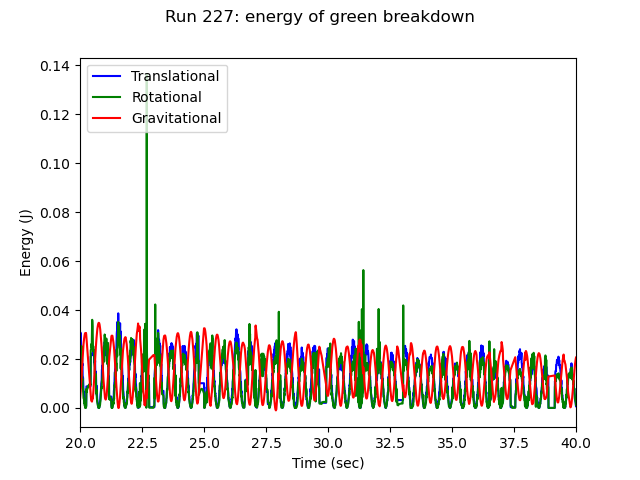 Run 227: energy of green breakdown
0.14
0.12
0.10
0.08
0.06
0.04
0.02
0.00
Energy (J)
Translational
Rotational
Gravitational
20.0 22.5 25.0 27.5 30.0 32.5 35.0 37.5 40.0
Time (sec)